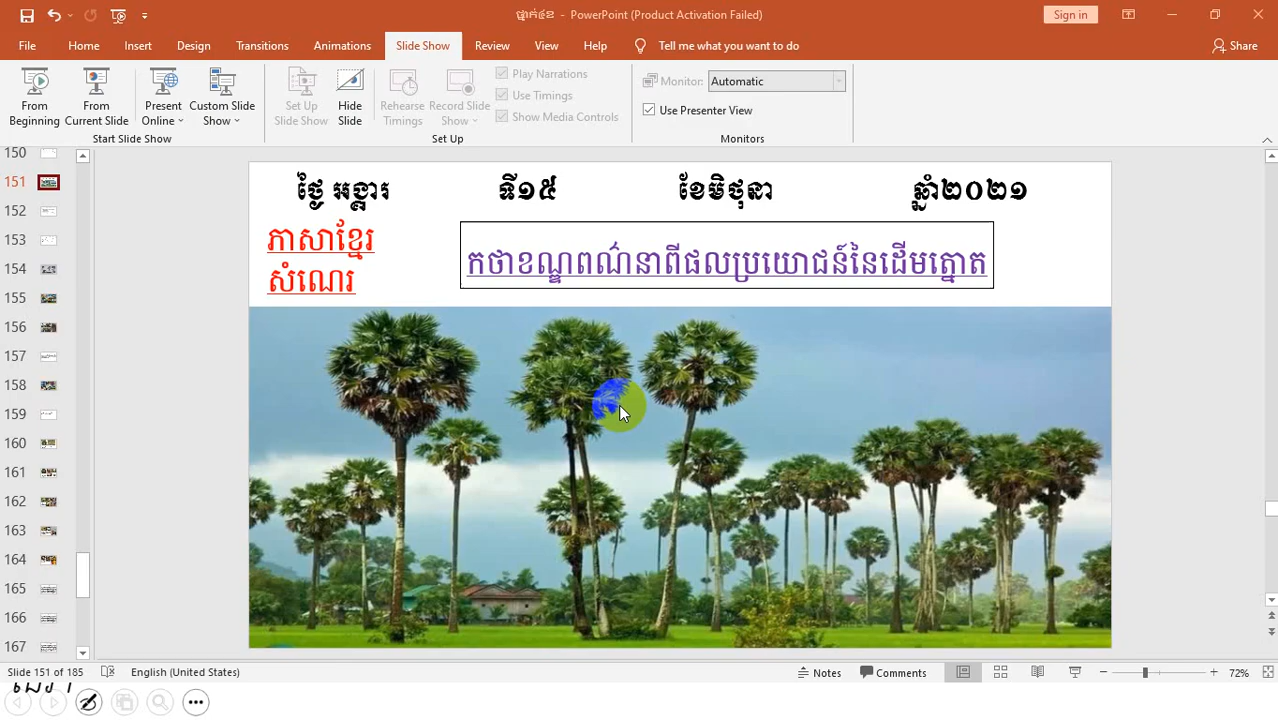 ផ្ទាក់៤ខ - PowerPoint (Product Activation Failed)
Sign in
File Home Insert Design Transitions Animations Slide Show Review View Help Tell me what you want to do Share
From Beginning
From Current Slide
Present Online
Custom Slide Show
Set Up Slide Show
Hide Slide
Rehearse Timings
Record Slide Show
Play Narrations
Use Timings
Show Media Controls
Monitor: Automatic
Use Presenter View
Start Slide Show Set Up Monitors
150
151
152
153
154
155
156
157
158
159
160
161
162
163
164
165
166
167
ថ្ងៃ អង្គារ ទី១៥ ខែមិថុនា ឆ្នាំ២០២១
ភាសាខ្មែរ
សំណេរ
កថាខណ្ឌពណ៌នាពីផលប្រយោជន៍នៃដើមត្នោត
Slide 151 of 185 English (United States) Notes Comments 72%